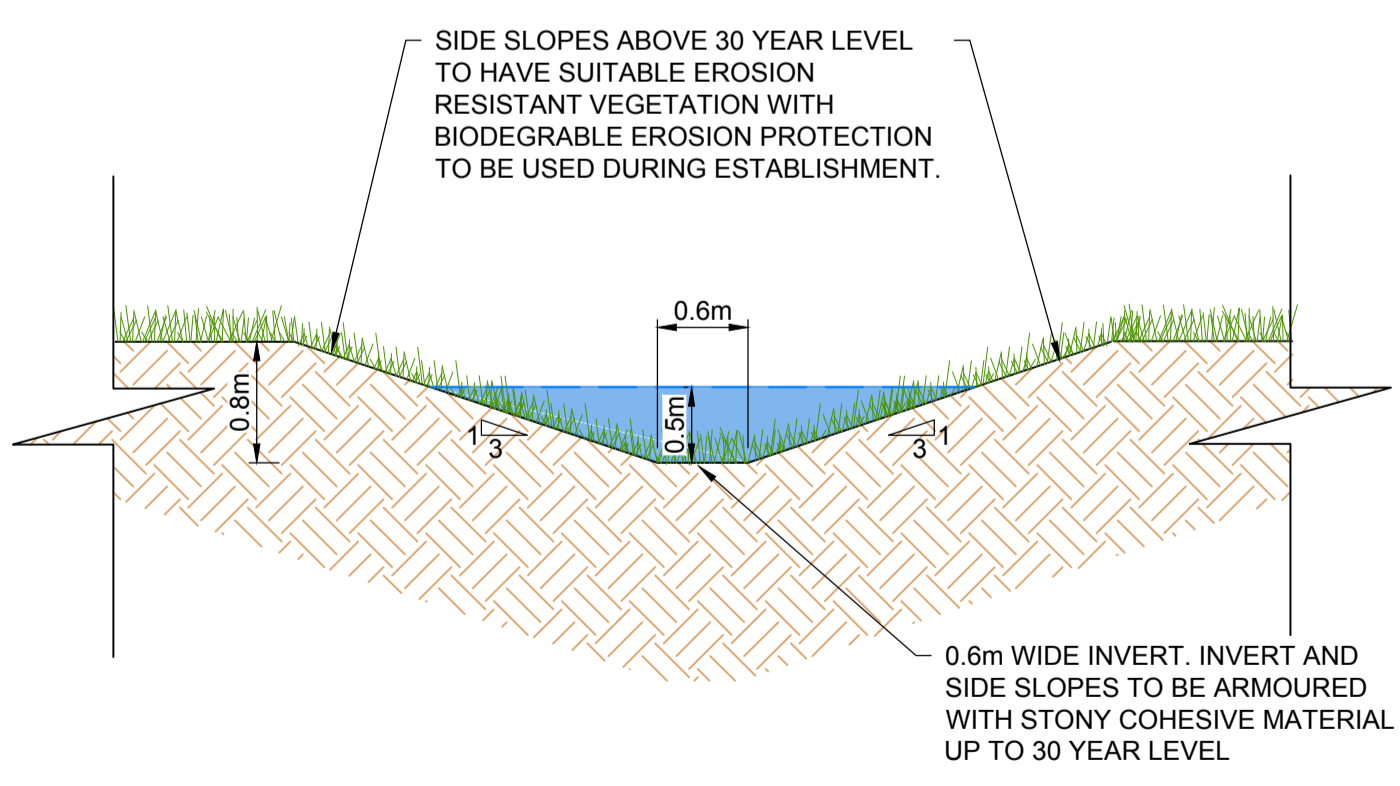 SIDE SLOPES ABOVE 30 YEAR LEVEL
TO HAVE SUITABLE EROSION
RESISTANT VEGETATION WITH
BIODEGRABLE EROSION PROTECTION
TO BE USED DURING ESTABLISHMENT.
0.6m
0.8m
0.5m
1
3
1
3
0.6m WIDE INVERT. INVERT AND
SIDE SLOPES TO BE ARMOURED
WITH STONY COHESIVE MATERIAL
UP TO 30 YEAR LEVEL